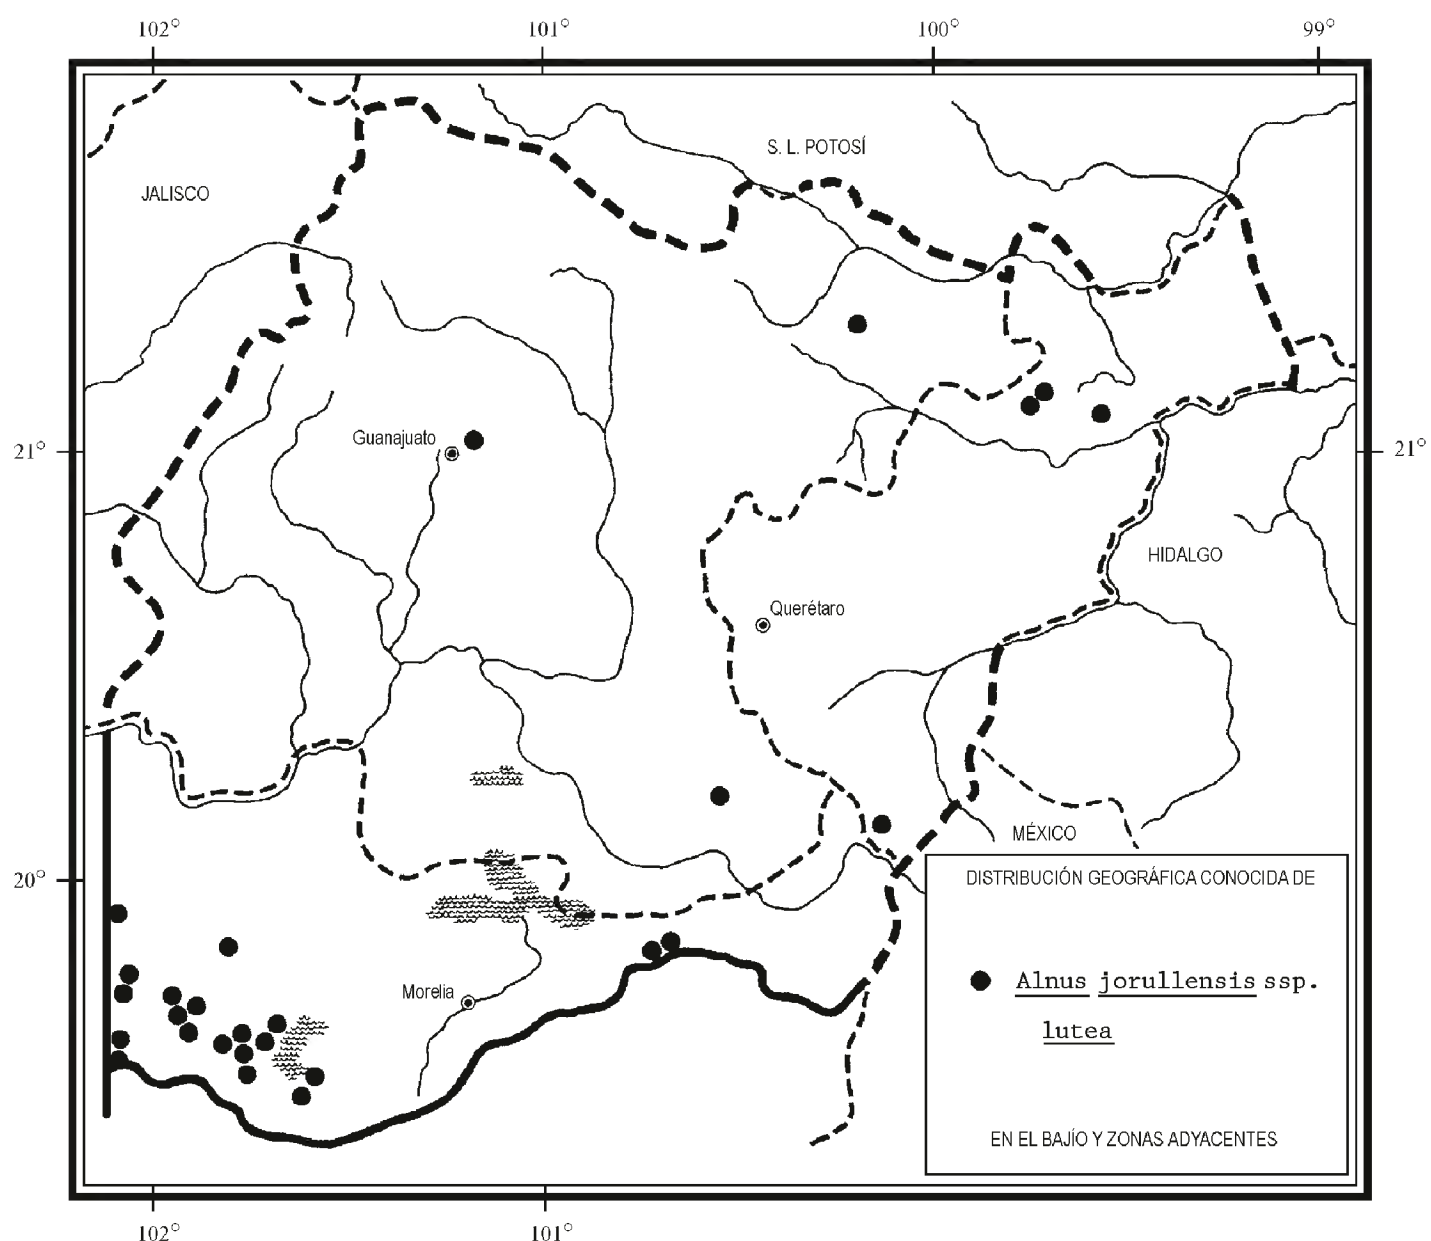 102° 101° 100° 99°
S. L. POTOSÍ
JALISCO
Guanajuato
21° 21°
HIDALGO
Querétaro
MÉXICO
20°
DISTRIBUCIÓN GEOGRÁFICA CONOCIDA DE
Alnus jorullensis ssp.
lutea
Morelia
EN EL BAJÍO Y ZONAS ADYACENTES
102° 101°